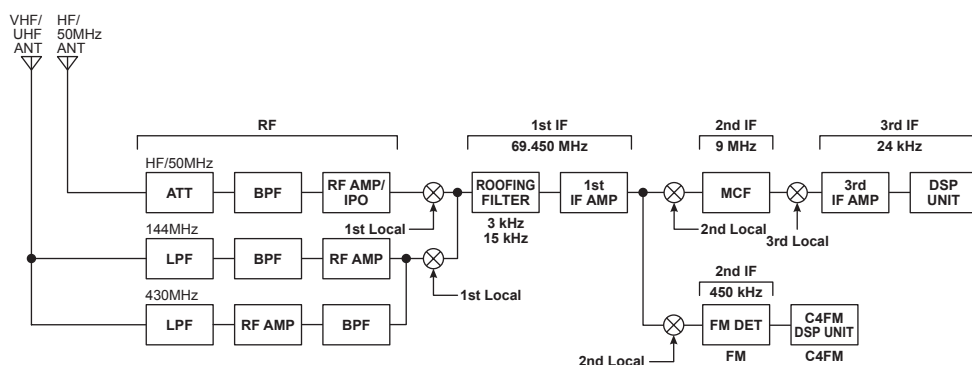 VHF/
UHF
ANT
HF/
50MHz
ANT
RF
1st IF
69.450 MHz
2nd IF
9 MHz
3rd IF
24 kHz
HF/50MHz
ATT
BPF
RF AMP/
IPO
1st Local
ROOFING
FILTER
3 kHz
15 kHz
1st
IF AMP
2nd Local
MCF
3rd Local
3rd
IF AMP
DSP
UNIT
144MHz
LPF
BPF
RF AMP
1st Local
430MHz
LPF
RF AMP
BPF
2nd IF
450 kHz
2nd Local
FM DET
FM
C4FM
DSP UNIT
C4FM